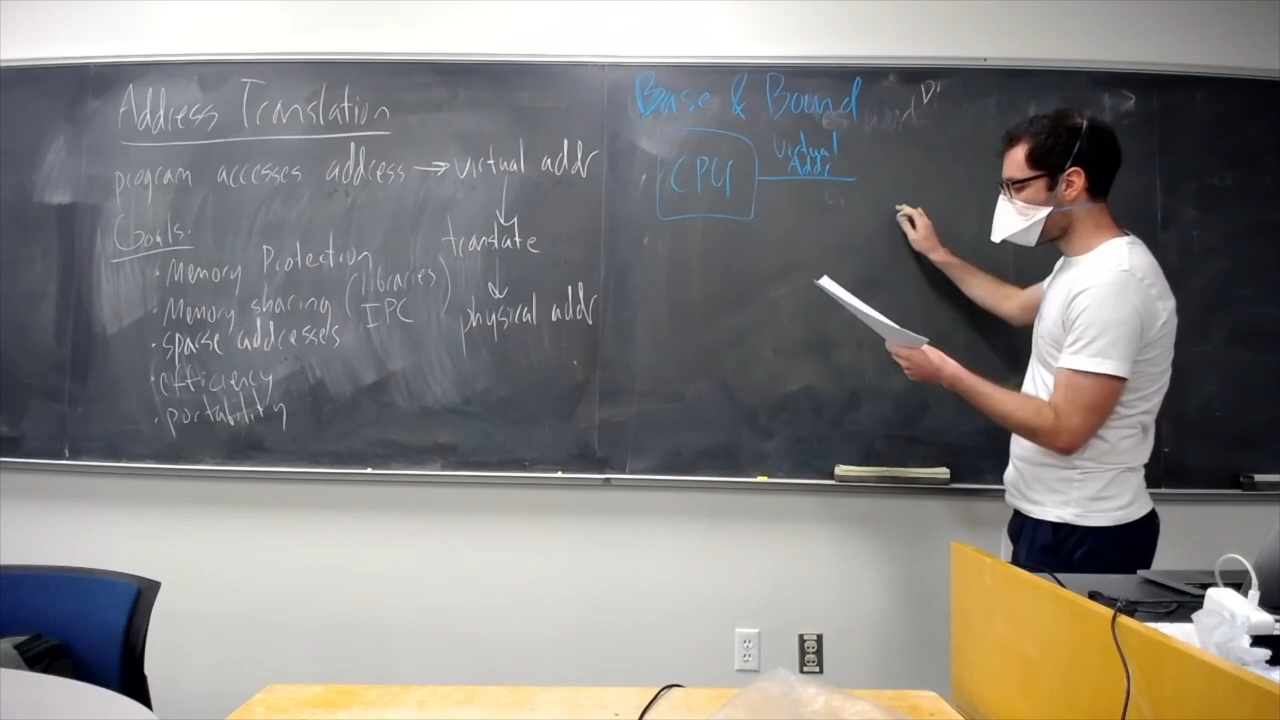 Address Translation
program accesses address → virtual addr
↓
translate
↓
physical addr
Goals:
· Memory Protection
· Memory sharing (libraries IPC)
· sparse addresses
· efficiency
· portability
Base & Bound
CPU
Virtual
Addr